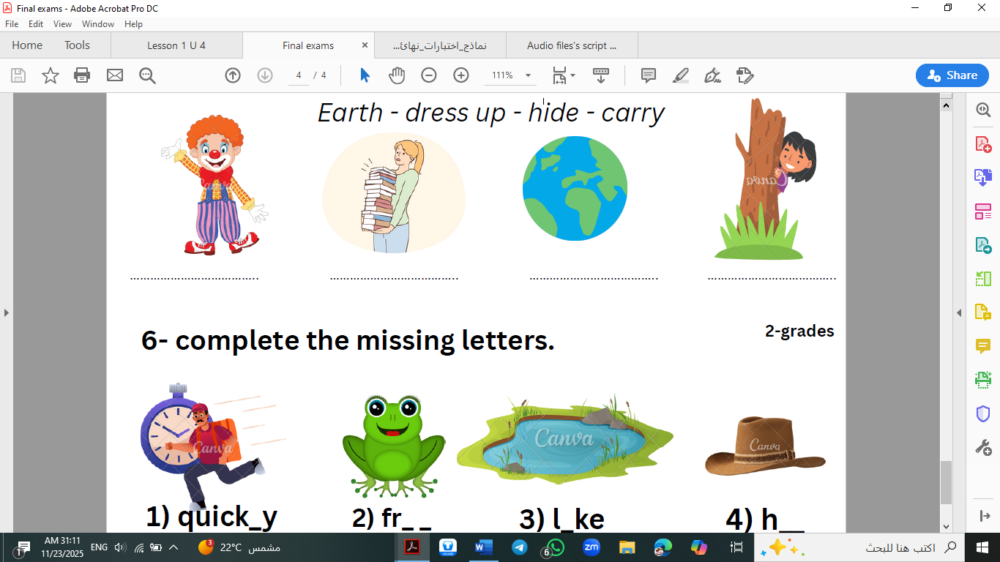 Final exams - Adobe Acrobat Pro DC
File Edit View Window Help
Home Tools Lesson 1 U 4 Final exams × نماذج_اختبارات_نهائ... Audio files's script ...
4 / 4 111% Share
Earth - dress up - hide - carry
Canva Canva
....................................... ....................................... ....................................... .......................................
6- complete the missing letters. 2-grades
Canva Canva Canva
1) quick_y 2) fr_ _ 3) l_ke 4) h__
AM 31:11 ENG 22°C مشمس اكتب هنا للبحث
11/23/2025
1 3 6 zm